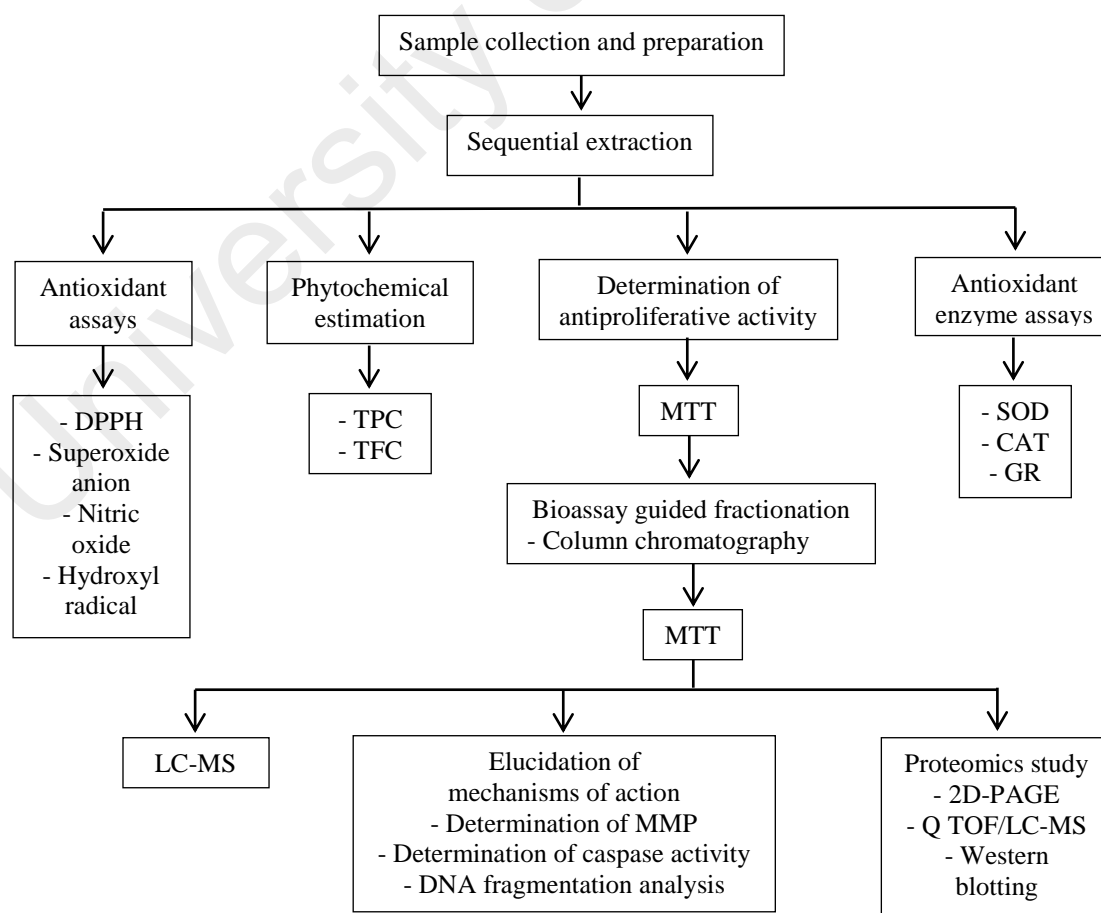 University
Sample collection and preparation
Sequential extraction
Antioxidant
assays
Phytochemical
estimation
Determination of
antiproliferative activity
Antioxidant
enzyme assays
- DPPH
- Superoxide
anion
- Nitric
oxide
- Hydroxyl
radical
- TPC
- TFC
MTT
- SOD
- CAT
- GR
Bioassay guided fractionation
- Column chromatography
MTT
LC-MS
Elucidation of
mechanisms of action
- Determination of MMP
- Determination of caspase activity
- DNA fragmentation analysis
Proteomics study
- 2D-PAGE
- Q TOF/LC-MS
- Western
blotting